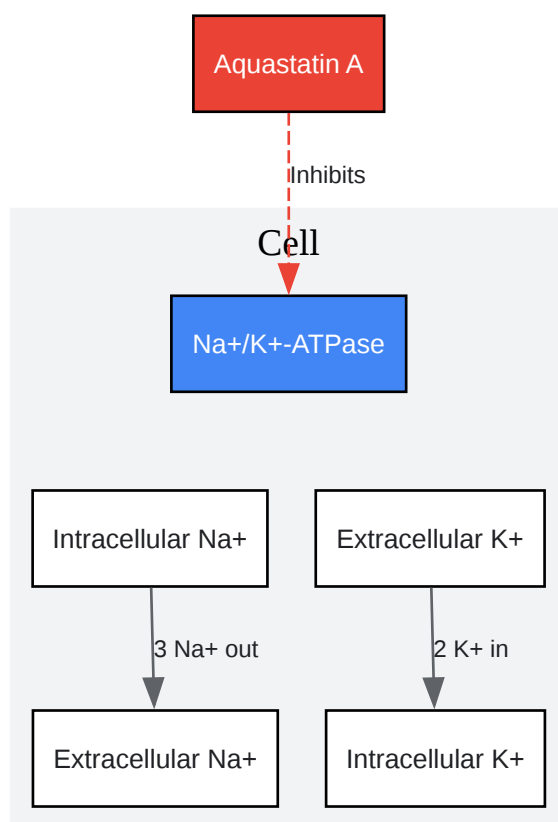 Aquastatin A
Inhibits
Cell
Na+/K+-ATPase
Intracellular Na+
Extracellular K+
3 Na+ out
2 K+ in
Extracellular Na+
Intracellular K+